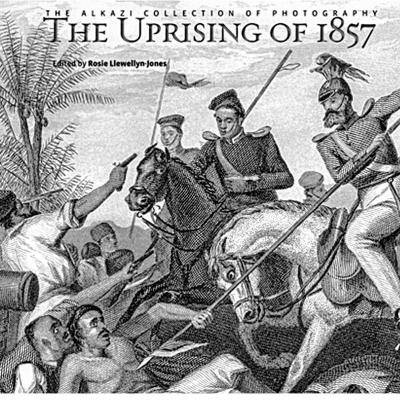 THE ALKAZI COLLECTION OF PHOTOGRAPHY
THE UPRISING OF 1857
Edited by Rosie Llewellyn-Jones